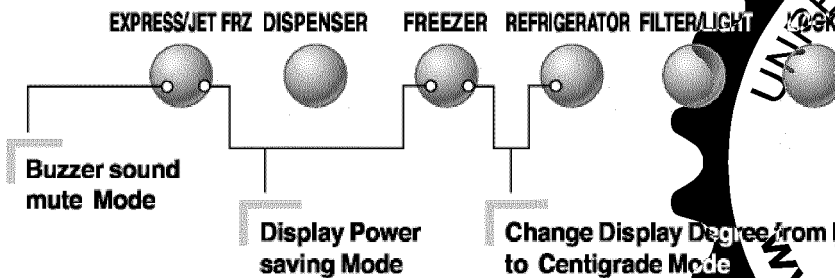 EXPRESS/JET FRZ DISPENSER FREEZER REFRIGERATOR FILTER/LIGHT
Buzzer sound
mute Mode
Display Power
saving Mode
Change Display Degree from
to Centigrade Mode